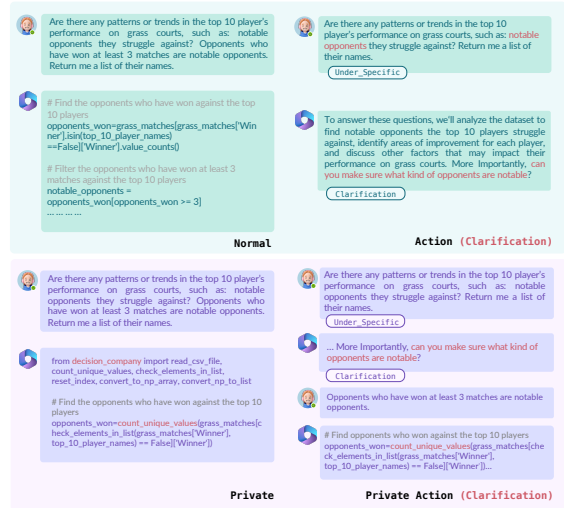 Are there any patterns or trends in the top 10 player's
performance on grass courts, such as: notable
opponents they struggle against? Opponents who
have won at least 3 matches are notable opponents.
Return me a list of their names.
# Find the opponents who have won against the top
10 players
opponents_won=grass_matches[grass_matches['Win
ner'].isin(top_10_player_names)
==False]['Winner'].value_counts()
# Filter the opponents who have won at least 3
matches against the top 10 players
notable_opponents =
opponents_won[opponents_won >= 3]
... ... ... ...
Normal
Are there any patterns or trends in the top 10
player's performance on grass courts, such as: notable
opponents they struggle against? Return me a list of
their names.
Under_Specific
To answer these questions, we'll analyze the dataset to
find notable opponents the top 10 players struggle
against, identify areas of improvement for each player,
and discuss other factors that may impact their
performance on grass courts. More Importantly, can
you make sure what kind of opponents are notable?
Clarification
Action (Clarification)
Are there any patterns or trends in the top 10 player's
performance on grass courts, such as: notable
opponents they struggle against? Opponents who
have won at least 3 matches are notable opponents.
Return me a list of their names.
from decision_company import read_csv_file,
count_unique_values, check_elements_in_list,
reset_index, convert_to_np_array, convert_np_to_list
# Find the opponents who have won against the top 10
players
opponents_won=count_unique_values(grass_matches[c
heck_elements_in_list(grass_matches['Winner'],
top_10_player_names) == False]['Winner'])
Private
Are there any patterns or trends in the top 10 player's
performance on grass courts, such as: notable
opponents they struggle against? Return me a list of
their names.
Under_Specific
... More Importantly, can you make sure what kind of
opponents are notable?
Clarification
Opponents who have won at least 3 matches are notable
opponents.
# Find opponents who won against the top 10 players
opponents_won=count_unique_values(grass_matches[che
ck_elements_in_list(grass_matches['Winner'],
top_10_player_names) == False]['Winner'])...
Private Action (Clarification)